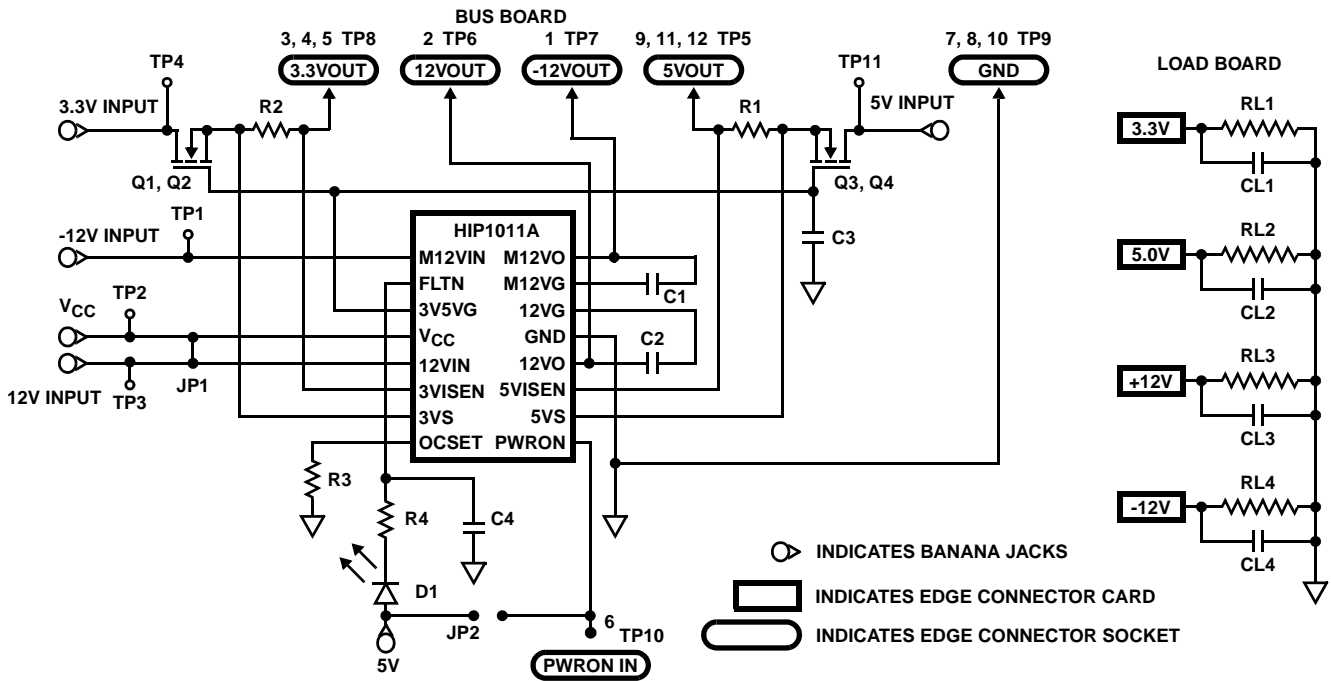 BUS BOARD
3, 4, 5 TP8
2 TP6
1 TP7
9, 11, 12 TP5
7, 8, 10 TP9
3.3VOUT
12VOUT
-12VOUT
5VOUT
GND
TP4
TP11
LOAD BOARD
3.3V INPUT
R2
R1
5V INPUT
RL1
3.3V
CL1
Q1, Q2
Q3, Q4
TP1
-12V INPUT
HIP1011A
C3
RL2
5.0V
CL2
M12VIN
M12VO
FLTN
M12VG
C1
3V5VG
12VG
VCC
TP2
VCC
GND
C2
12VIN
12VO
JP1
12V INPUT
TP3
3VISEN
5VISEN
3VS
5VS
OCSET
PWRON
RL3
+12V
CL3
R3
R4
C4
RL4
-12V
CL4
D1
JP2
6
TP10
5V
PWRON IN
INDICATES BANANA JACKS
INDICATES EDGE CONNECTOR CARD
INDICATES EDGE CONNECTOR SOCKET